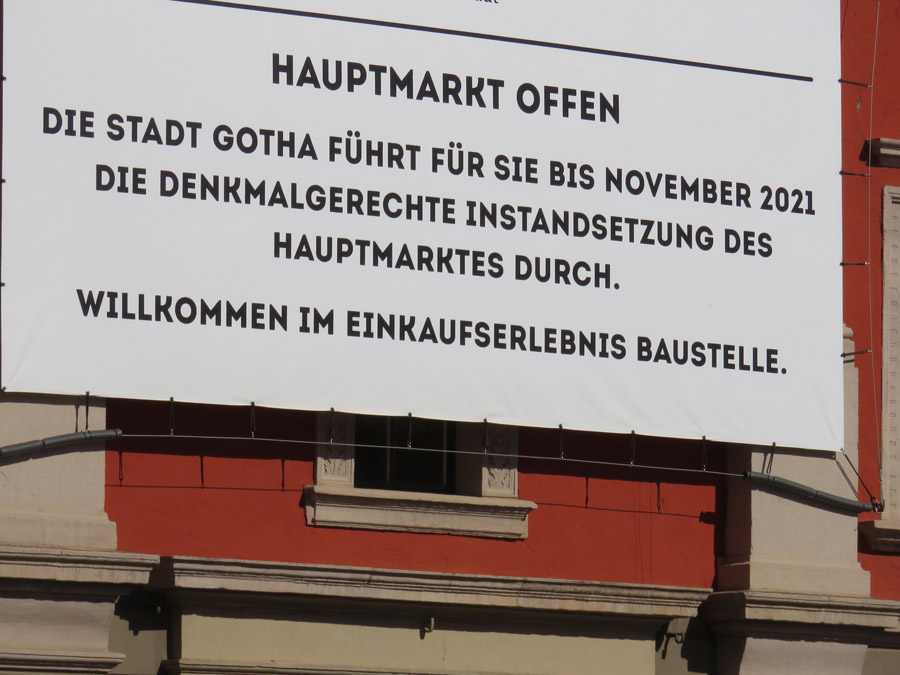 HAUPTMARKT OFFEN
DIE STADT GOTHA FÜHRT FÜR SIE BIS NOVEMBER 2021
DIE DENKMALGERECHTE INSTANDSETZUNG DES
HAUPTMARKTES DURCH.
WILLKOMMEN IM EINKAUFSERLEBNIS BAUSTELLE.